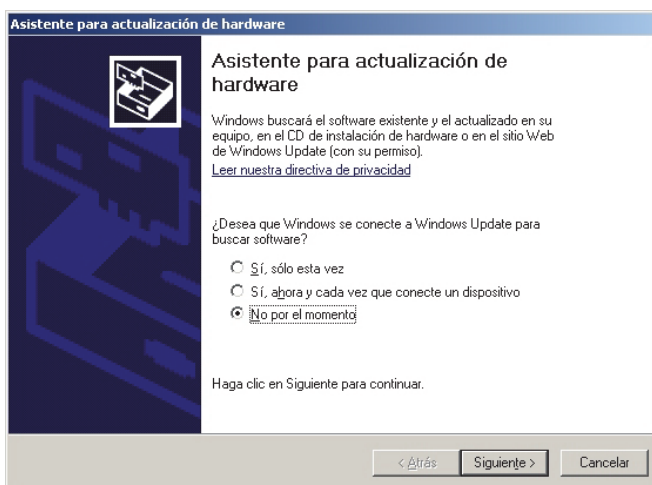 Asistente para actualización de hardware
Asistente para actualización de
hardware
Windows buscará el software existente y el actualizado en su
equipo, en el CD de instalación de hardware o en el sitio Web
de Windows Update (con su permiso).
Leer nuestra directiva de privacidad
¿Desea que Windows se conecte a Windows Update para
buscar software?
Sí, sólo esta vez
Sí, ahora y cada vez que conecte un dispositivo
No por el momento
Haga clic en Siguiente para continuar.
< Atrás Siguiente > Cancelar